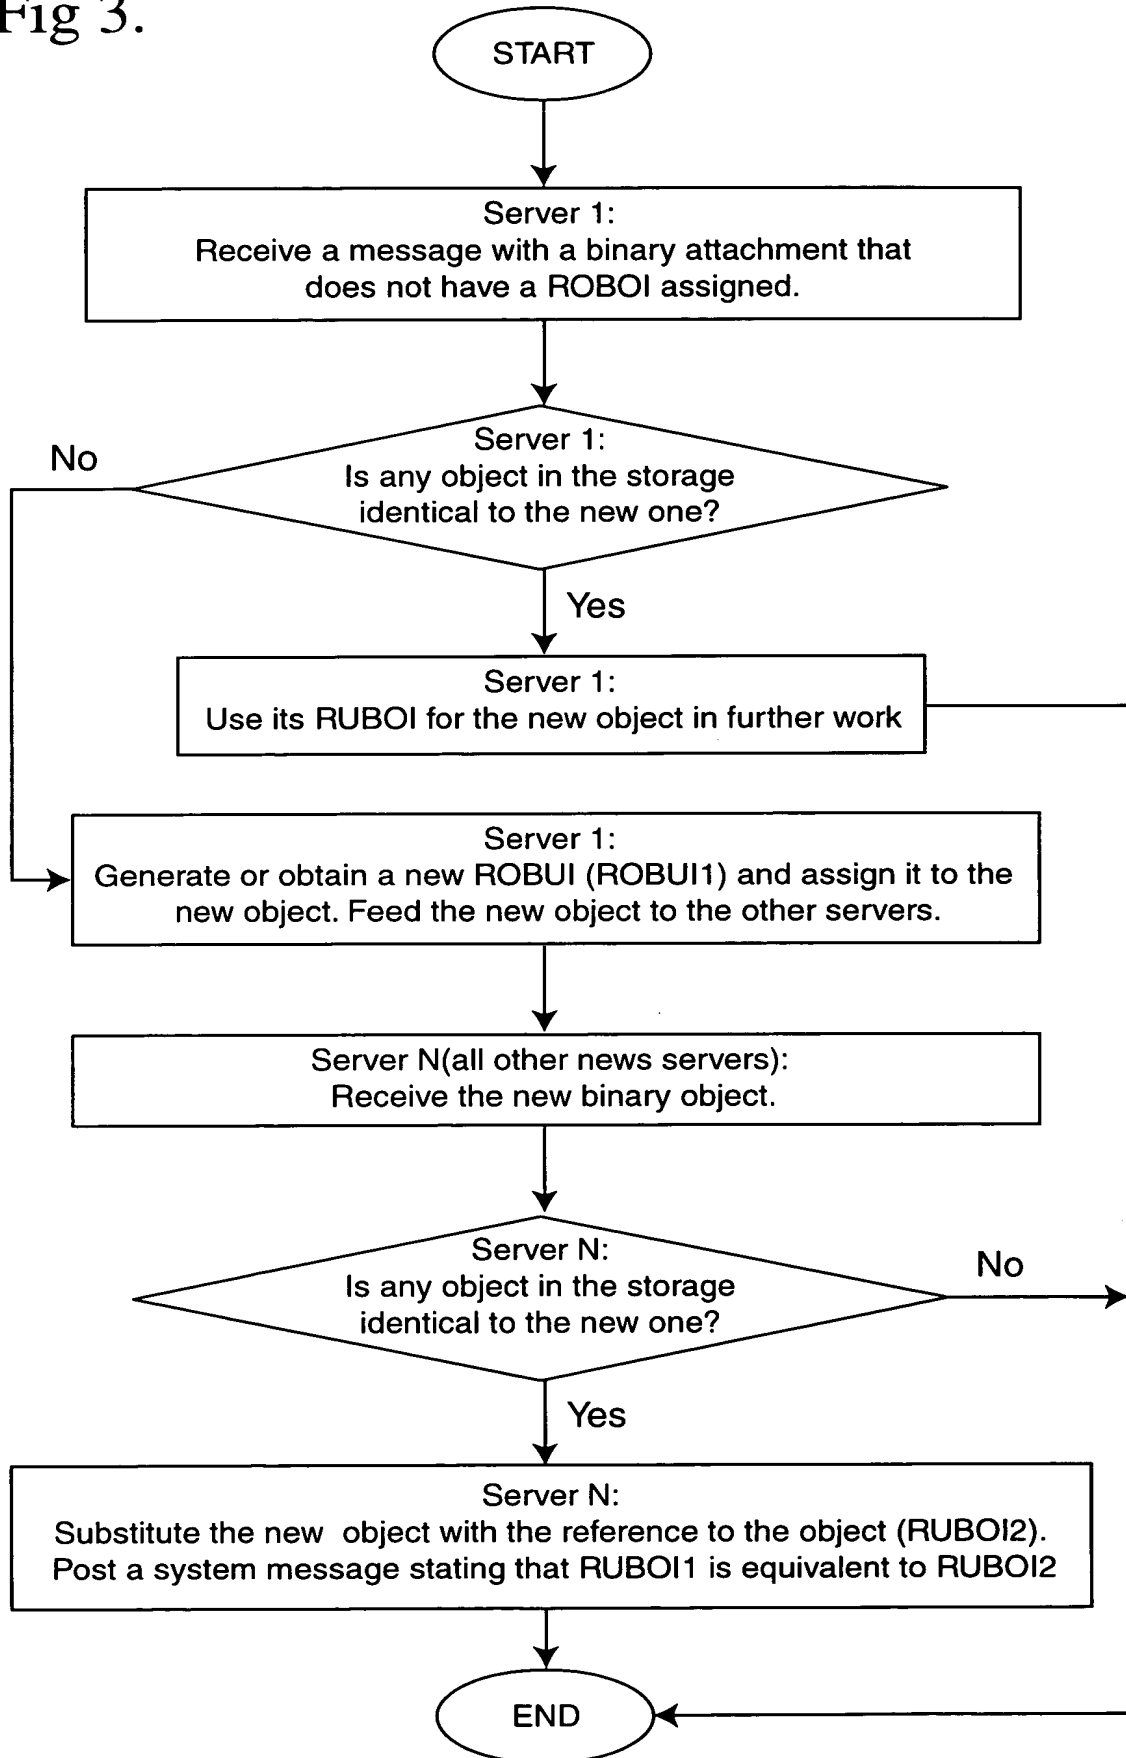 Fig 3.
START
Server 1:
Receive a message with a binary attachment that
does not have a ROBOI assigned.
Server 1:
Is any object in the storage
identical to the new one?
No
Yes
Server 1:
Use its RUBOI for the new object in further work
Server 1:
Generate or obtain a new ROBUI (ROBUI1) and assign it to the
new object. Feed the new object to the other servers.
Server N(all other news servers):
Receive the new binary object.
Server N:
Is any object in the storage
identical to the new one?
No
Yes
Server N:
Substitute the new object with the reference to the object (RUBOI2).
Post a system message stating that RUBOI1 is equivalent to RUBOI2
END